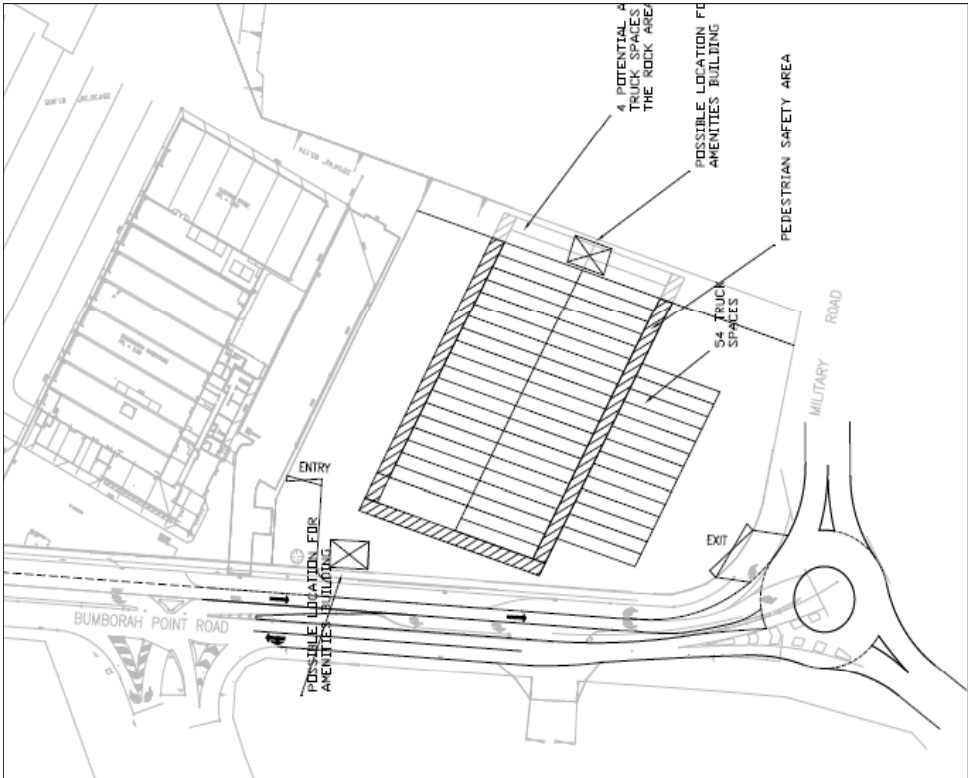 4 POTENTIAL A
TRUCK SPACES
THE ROCK AREA
POSSIBLE LOCATION FO
AMENITIES BUILDING
PEDESTRIAN SAFETY AREA
54 TRUCK
SPACES
MILITARY ROAD
ENTRY
EXIT
POSSIBLE LOCATION FOR
AMENITIES BUILDING
BUMBORAH POINT ROAD